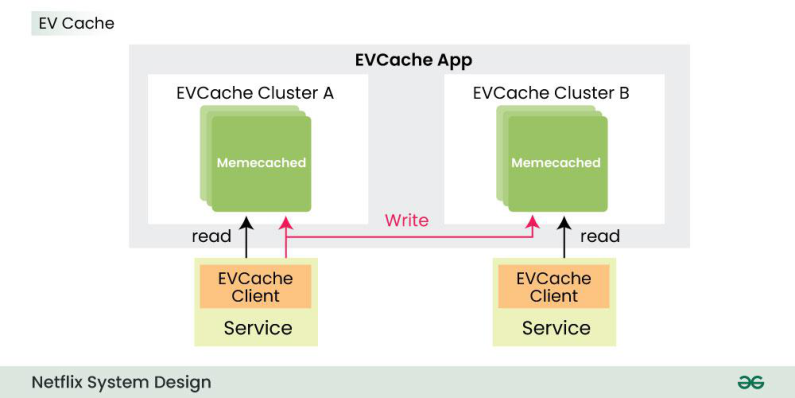 EV Cache
EVCache App
EVCache Cluster A
EVCache Cluster B
Memecached
Memecached
read
Write
read
EVCache
Client
Service
EVCache
Client
Service
Netflix System Design